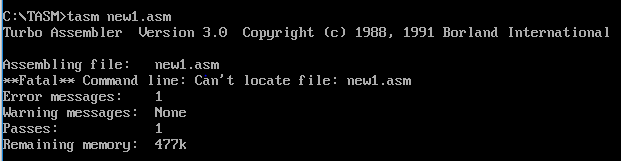 C:\TASM>tasm new1.asm
Turbo Assembler  Version 3.0  Copyright (c) 1988, 1991 Borland International
Assembling file:   new1.asm
**Fatal** Command line: Can't locate file: new1.asm
Error messages:    1
Warning messages:  None
Passes:            1
Remaining memory:  477k